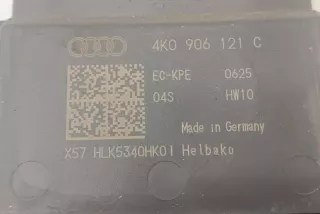 4K0 906 121 C
EC-KPE 0625
04S HW10
Made in Germany
X57 HLK5340HK01 Helbako